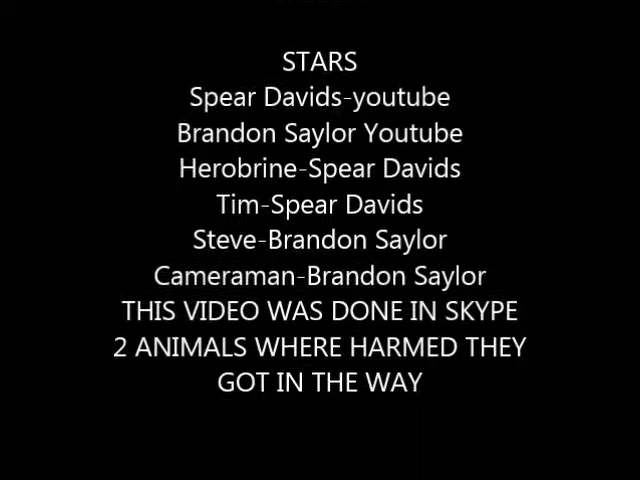 STARS
Spear Davids-youtube
Brandon Saylor Youtube
Herobrine-Spear Davids
Tim-Spear Davids
Steve-Brandon Saylor
Cameraman-Brandon Saylor
THIS VIDEO WAS DONE IN SKYPE
2 ANIMALS WHERE HARMED THEY
GOT IN THE WAY